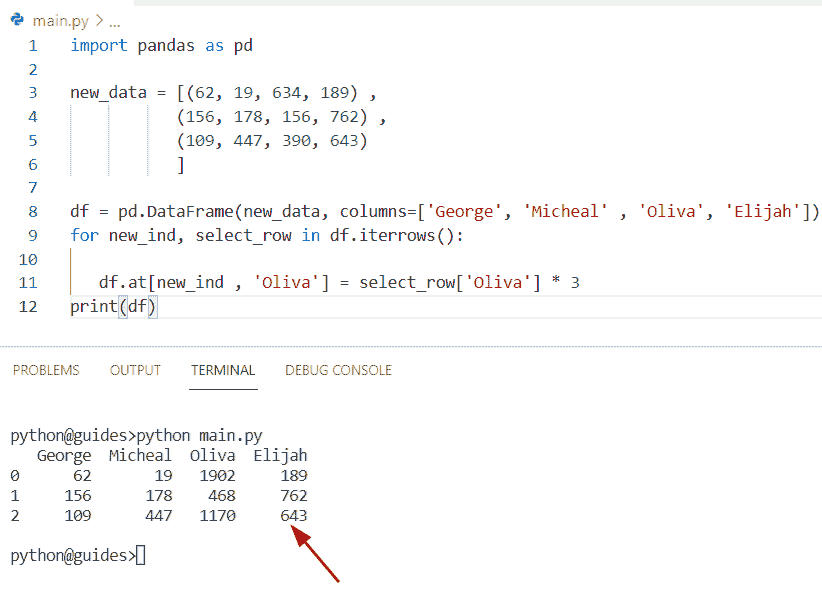 main.py > ...
1 import pandas as pd
2
3 new_data = [(62, 19, 634, 189) ,
4 (156, 178, 156, 762) ,
5 (109, 447, 390, 643)
6 ]
7
8 df = pd.DataFrame(new_data, columns=['George', 'Micheal' , 'Oliva', 'Elijah'])
9 for new_ind, select_row in df.iterrows():
10
11 df.at[new_ind , 'Oliva'] = select_row['Oliva'] * 3
12 print(df)
PROBLEMS OUTPUT TERMINAL DEBUG CONSOLE
python@guides>python main.py
George Micheal Oliva Elijah
0 62 19 1902 189
1 156 178 468 762
2 109 447 1170 643
python@guides>